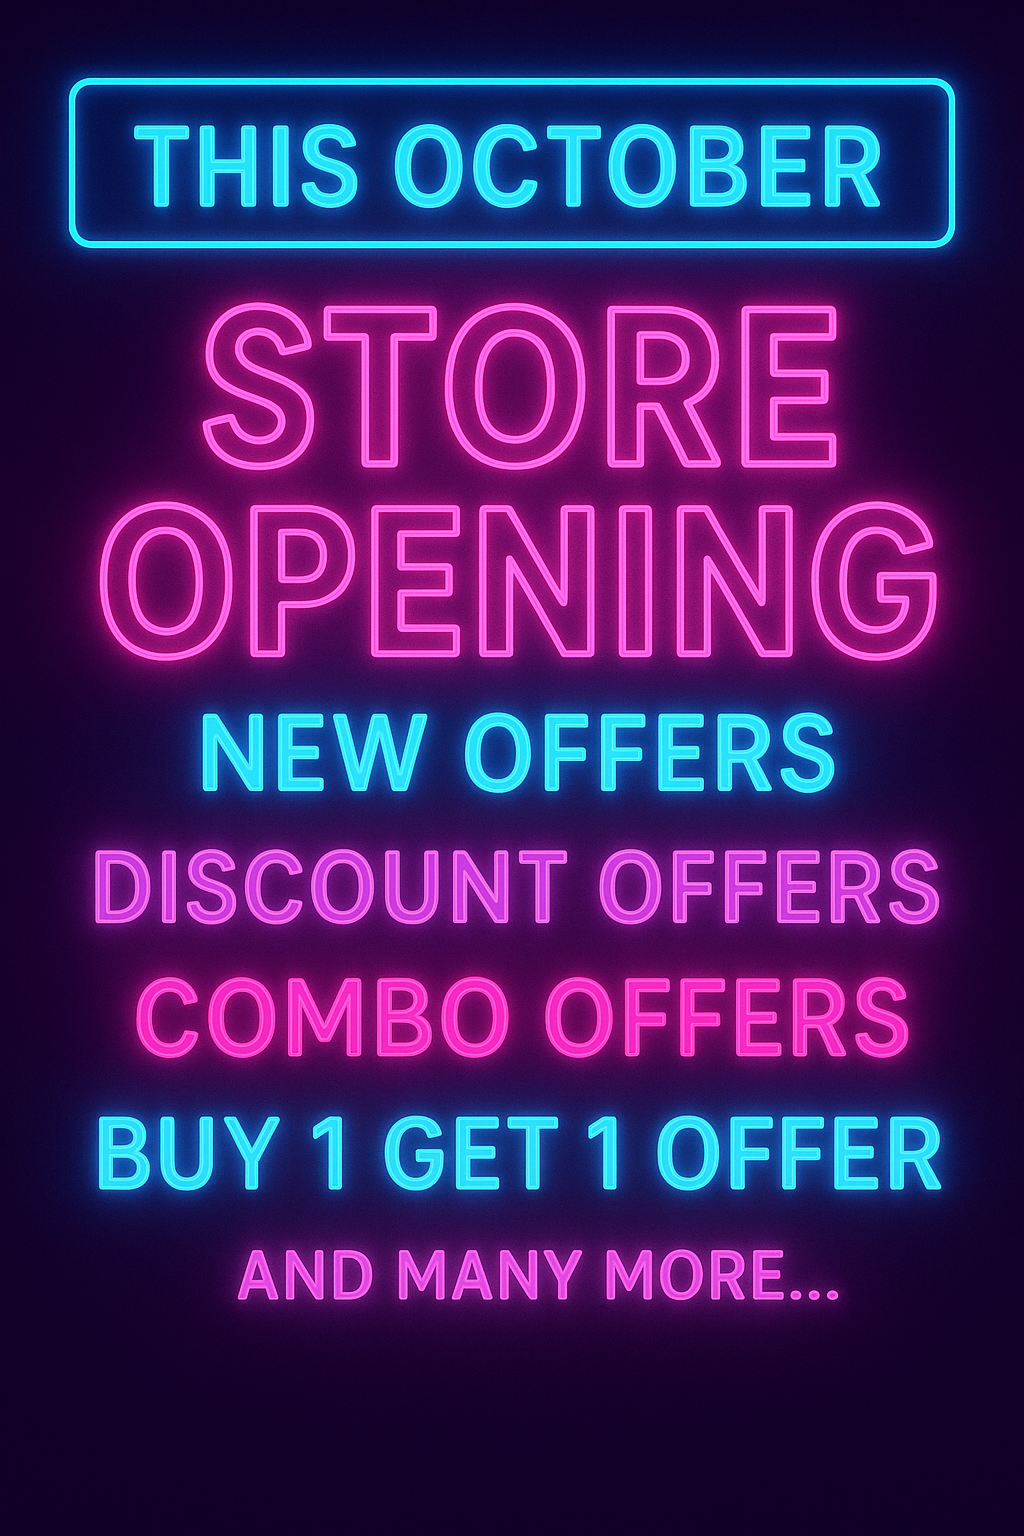 THIS OCTOBER
STORE
OPENING
NEW OFFERS
DISCOUNT OFFERS
COMBO OFFERS
BUY 1 GET 1 OFFER
AND MANY MORE...